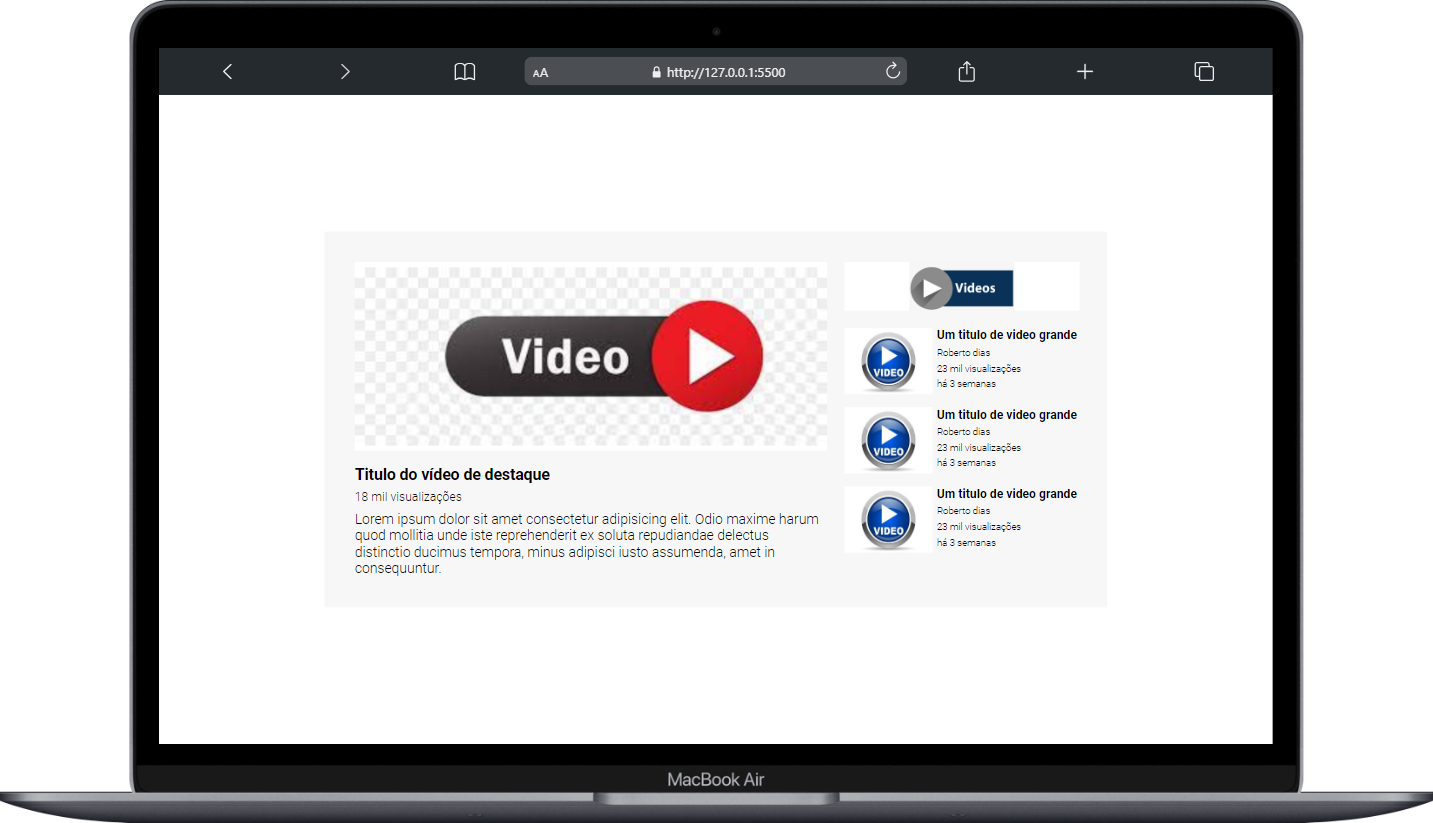 AA
http://127.0.0.1:5500
Video
Titulo do vídeo de destaque
18 mil visualizações
Lorem ipsum dolor sit amet consectetur adipisicing elit. Odio maxime harum
quod mollitia unde iste reprehenderit ex soluta repudiandae delectus
distinctio ducimus tempora, minus adipisci iusto assumenda, amet in
consequuntur.
Videos
VIDEO
Um titulo de video grande
Roberto dias
23 mil visualizações
há 3 semanas
VIDEO
Um titulo de video grande
Roberto dias
23 mil visualizações
há 3 semanas
VIDEO
Um titulo de video grande
Roberto dias
23 mil visualizações
há 3 semanas
MacBook Air